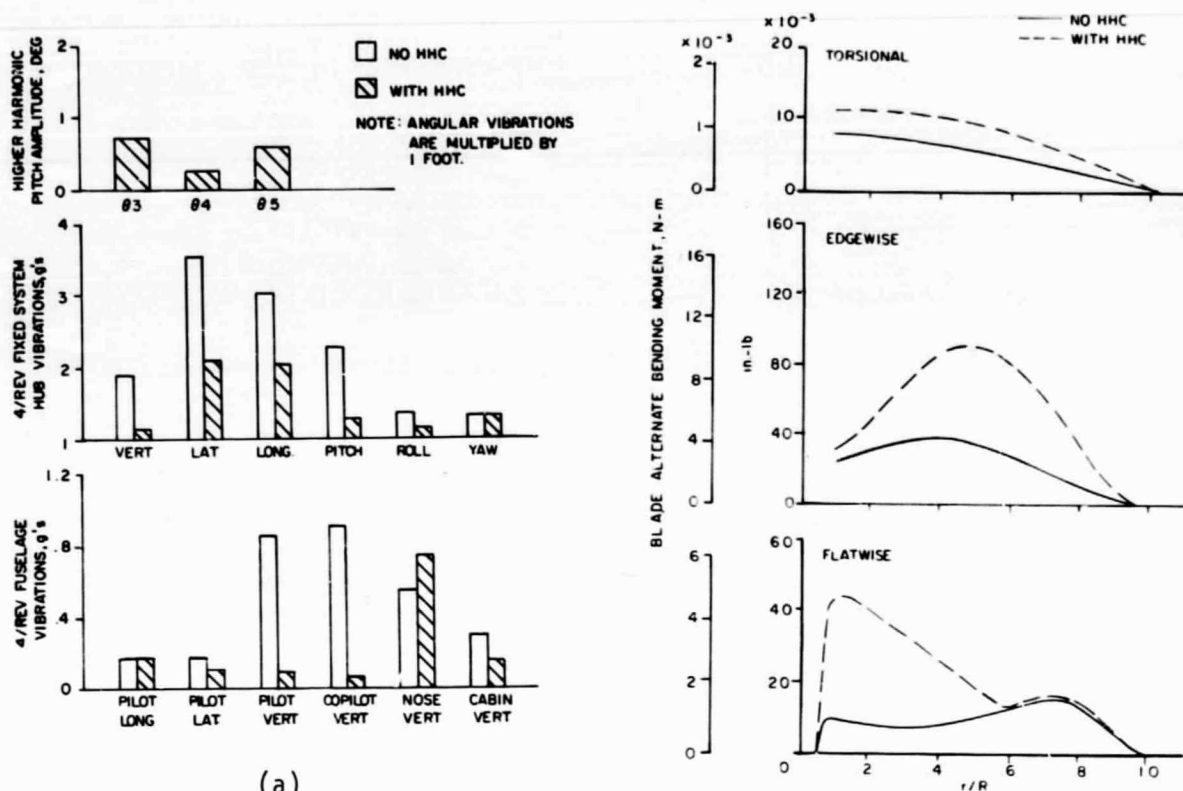 HIGHER HARMONIC
PITCH AMPLITUDE, DEG
2
1
0
θ3 θ4 θ5
NO HHC
WITH HHC
NOTE: ANGULAR VIBRATIONS
ARE MULTIPLIED BY
1 FOOT.
4/REV FIXED SYSTEM
HUB VIBRATIONS, g's
4
3
2
1
VERT LAT LONG. PITCH ROLL YAW
4/REV FUSELAGE
VIBRATIONS, g's
1.2
.8
.4
0
PILOT PILOT PILOT COPILOT NOSE CABIN
LONG LAT VERT VERT VERT VERT
(a)
NO HHC
WITH HHC
BLADE ALTERNATE BENDING MOMENT, N-
in.-lb
x 10⁻³
2
1
0
x 10⁻³
20
10
0
TORSIONAL
16
12
8
4
0
160
120
80
40
0
EDGEWISE
6
4
2
0
60
40
20
0
FLATWISE
2 4 6 8 1.0
r/R